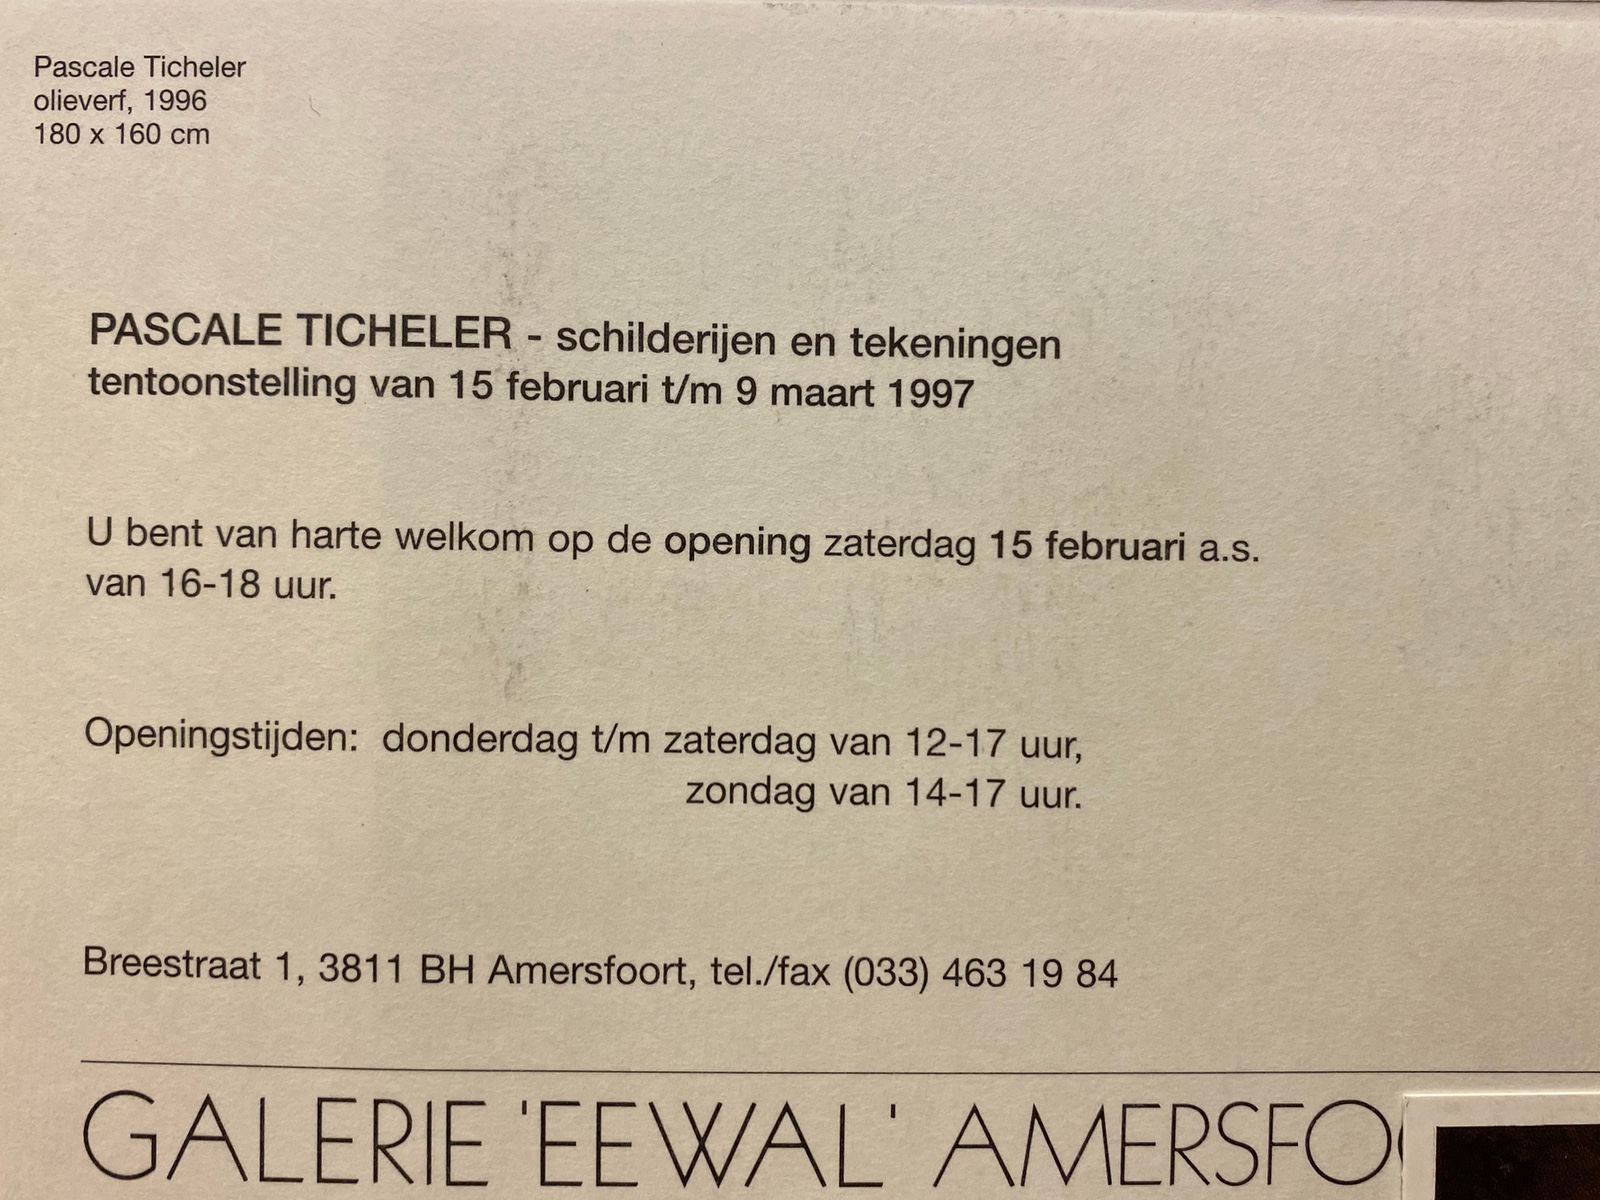 Pascale Ticheler
olieverf, 1996
180 x 160 cm
PASCALE TICHELER - schilderijen en tekeningen
tentoonstelling van 15 februari t/m 9 maart 1997
U bent van harte welkom op de opening zaterdag 15 februari a.s.
van 16-18 uur.
Openingstijden: donderdag t/m zaterdag van 12-17 uur,
zondag van 14-17 uur.
Breestraat 1, 3811 BH Amersfoort, tel./fax (033) 463 19 84
GALERIE 'EEWAL'